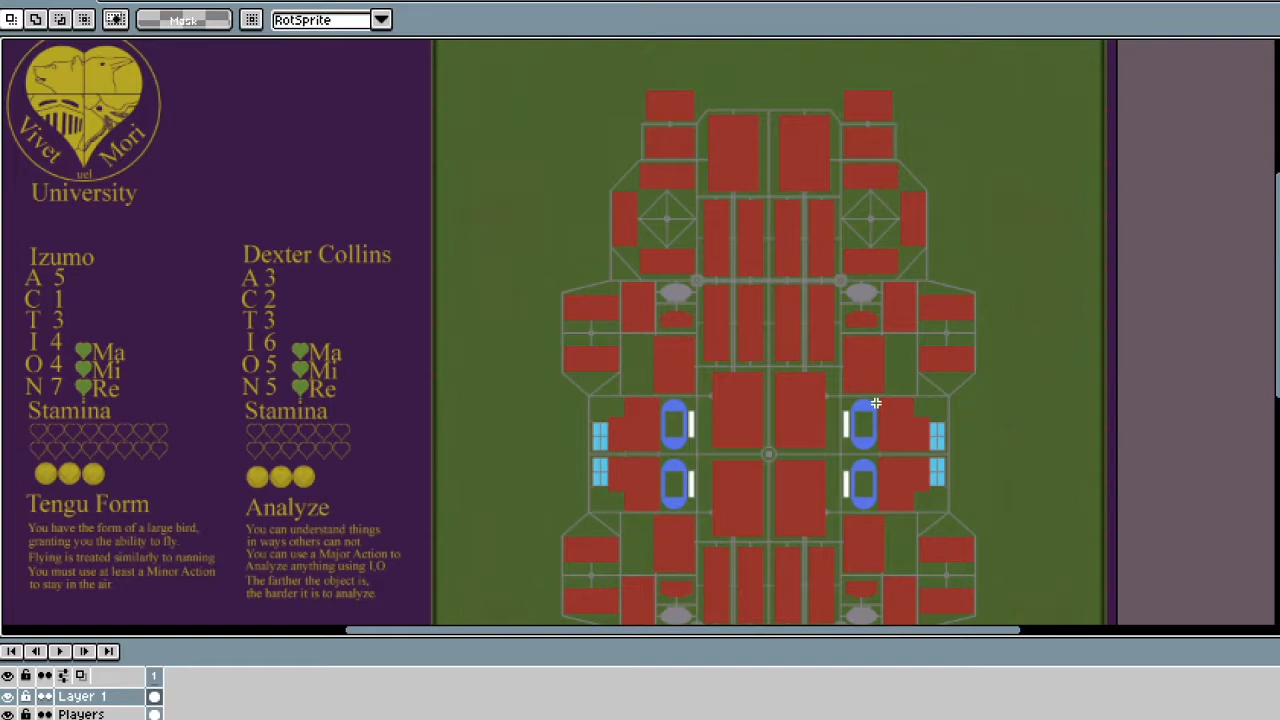 Mask
RotSprite
Vivet
uel
Mori
University
Izumo
A 5
C 1
T 3
I 4
O 4
N 7
Ma
Mi
Re
Stamina
Tengu Form
You have the form of a large bird,
granting you the ability to fly.
Flying is treated similarly to running
You must use at least a Minor Action
to stay in the air.
Dexter Collins
A 3
C 2
T 3
I 6
O 5
N 5
Ma
Mi
Re
Stamina
Analyze
You can understand things
in ways others can not.
You can use a Major Action to
Analyze anything using I,O.
The farther the object is,
the harder it is to analyze.
1
Layer 1
Players